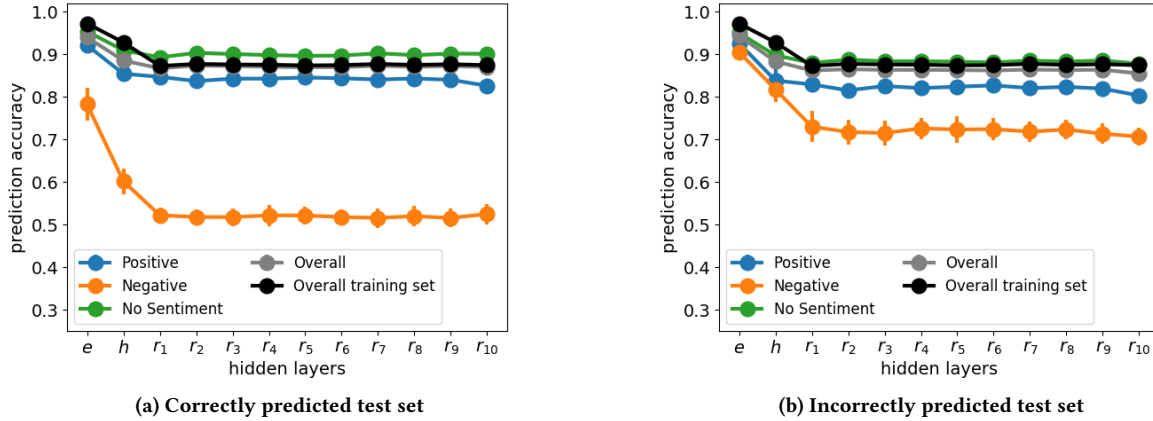 1.0
0.9
0.8
0.7
0.6
0.5
0.4
0.3
prediction accuracy
Positive
Negative
No Sentiment
Overall
Overall training set
e h r₁ r₂ r₃ r₄ r₅ r₆ r₇ r₈ r₉ r₁₀
hidden layers
(a) Correctly predicted test set
1.0
0.9
0.8
0.7
0.6
0.5
0.4
0.3
prediction accuracy
Positive
Negative
No Sentiment
Overall
Overall training set
e h r₁ r₂ r₃ r₄ r₅ r₆ r₇ r₈ r₉ r₁₀
hidden layers
(b) Incorrectly predicted test set